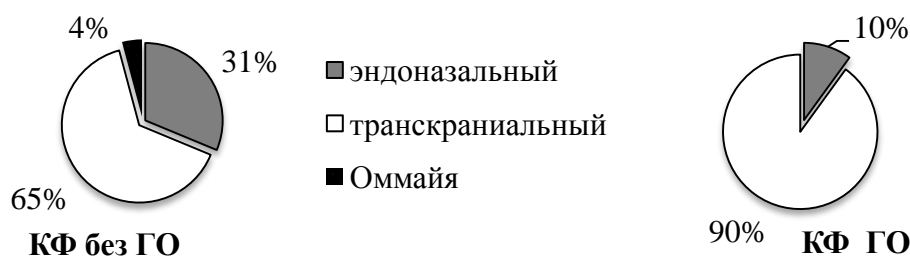 4%
31%
65%
КФ без ГО
эндоназальный
транскраниальный
Оммайя
10%
90%
КФ ГО